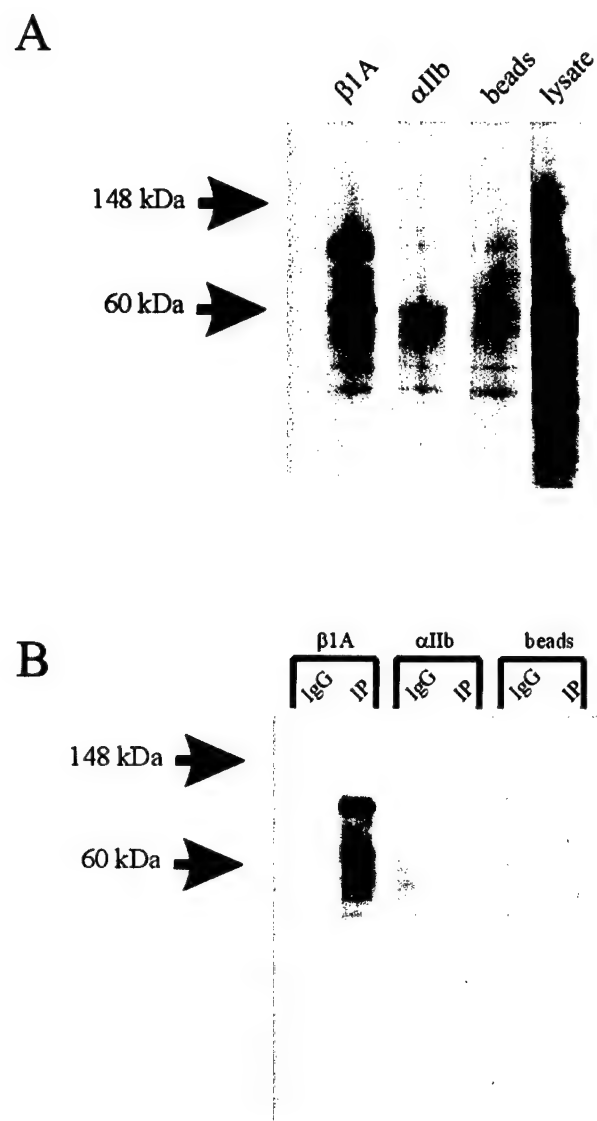 A
β1A αIIb beads lysate
148 kDa
60 kDa
B
β1A αIIb beads
IgG IP IgG IP IgG IP
148 kDa
60 kDa